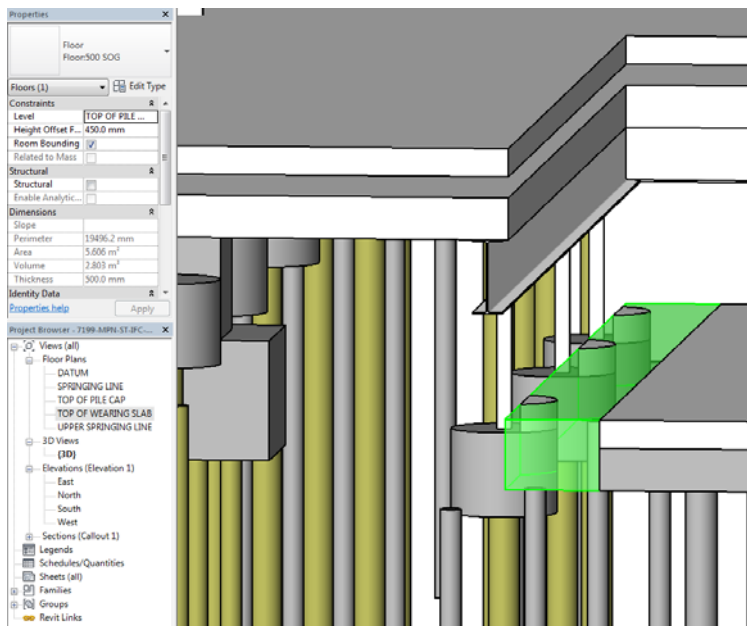 Properties
Floor
Floor:500 SOG
Floors (1)
Edit Type
Constraints
Level TOP OF PILE ...
Height Offset F... 450.0 mm
Room Bounding
Related to Mass
Structural
Structural
Enable Analytic...
Dimensions
Slope
Perimeter 19496.2 mm
Area 5.606 m²
Volume 2.803 m³
Thickness 500.0 mm
Identity Data
Properties help
Apply
Project Browser - 7199-MPN-ST-IFC-...
Views (all)
Floor Plans
DATUM
SPRINGING LINE
TOP OF PILE CAP
TOP OF WEARING SLAB
UPPER SPRINGING LINE
3D Views
{3D}
Elevations (Elevation 1)
East
North
South
West
Sections (Callout 1)
Legends
Schedules/Quantities
Sheets (all)
Families
Groups
Revit Links